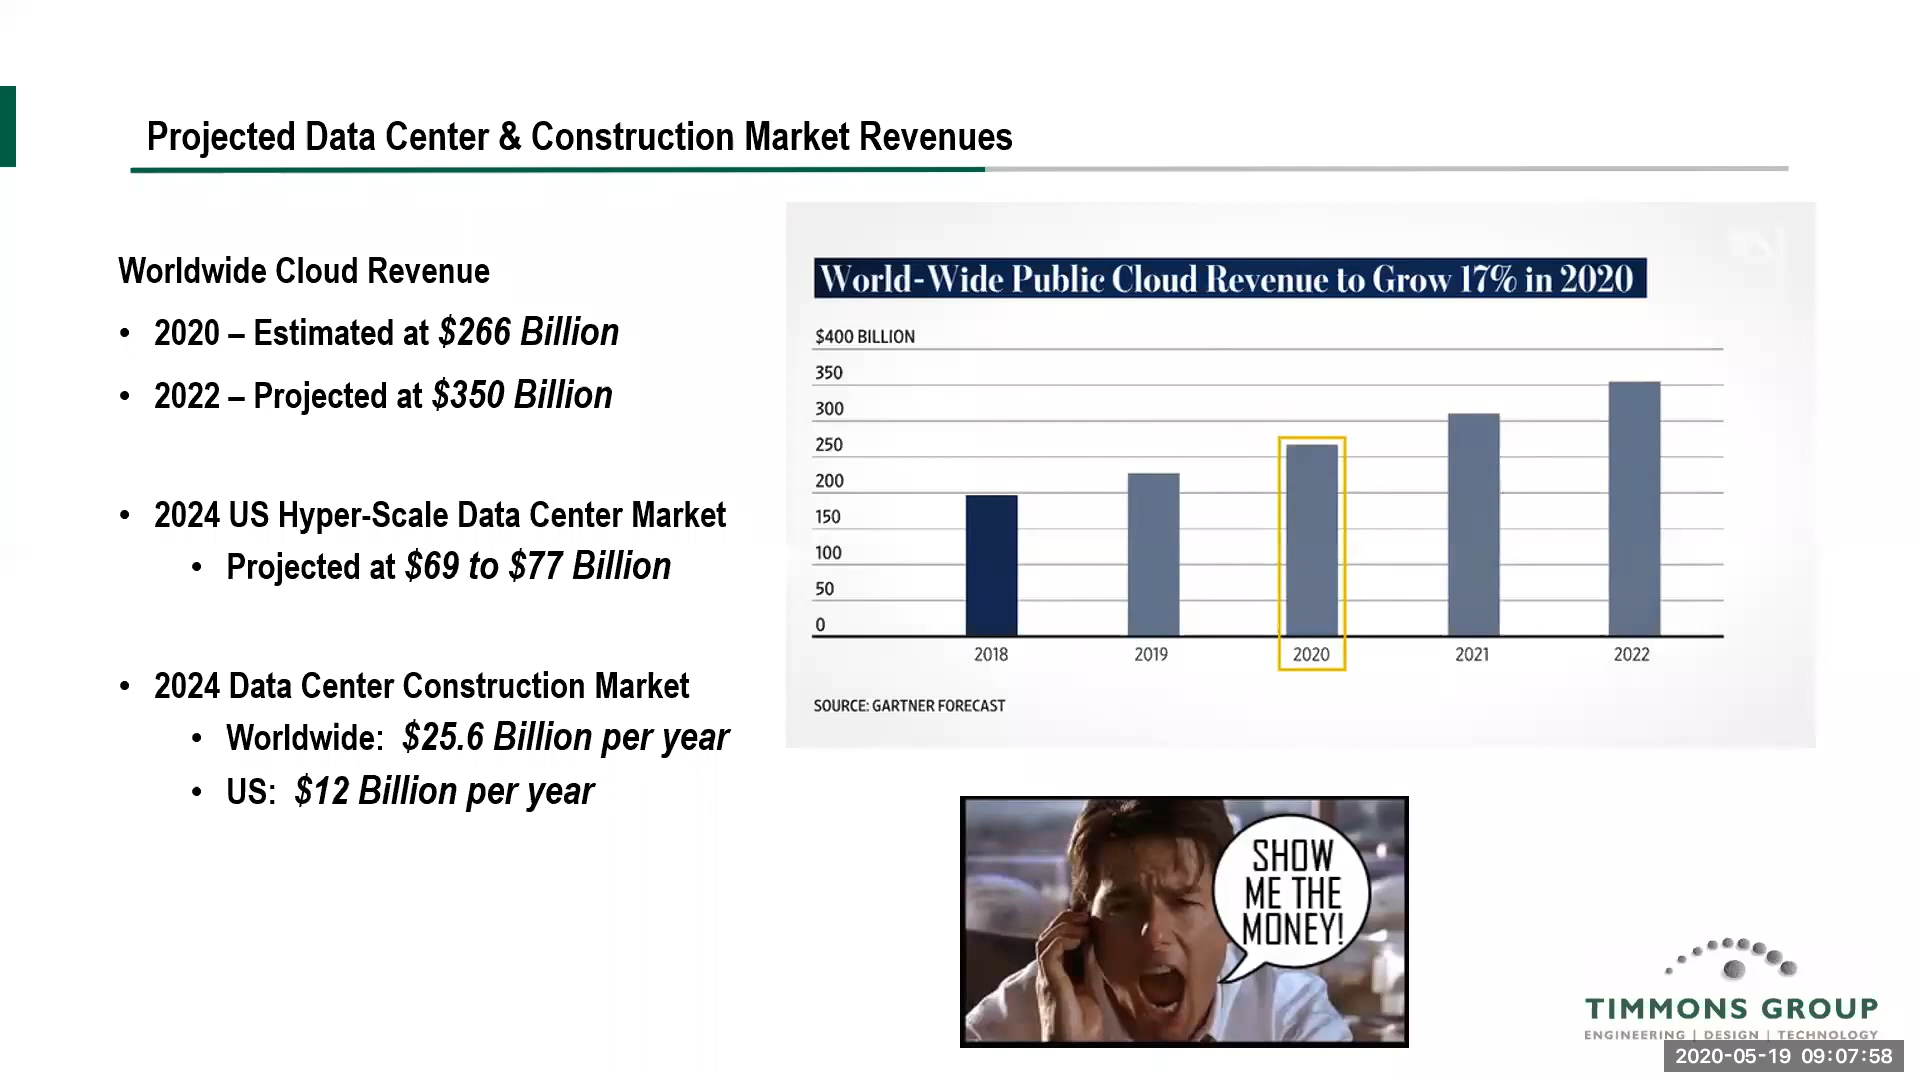 Projected Data Center & Construction Market Revenues
Worldwide Cloud Revenue
• 2020 – Estimated at $266 Billion
• 2022 – Projected at $350 Billion
• 2024 US Hyper-Scale Data Center Market
• Projected at $69 to $77 Billion
• 2024 Data Center Construction Market
• Worldwide: $25.6 Billion per year
• US: $12 Billion per year
World-Wide Public Cloud Revenue to Grow 17% in 2020
$400 BILLION
350
300
250
200
150
100
50
0
2018 2019 2020 2021 2022
SOURCE: GARTNER FORECAST
SHOW
ME THE
MONEY!
TIMMONS GROUP
ENGINEERING | DESIGN | TECHNOLOGY
2020-05-19 09:07:58